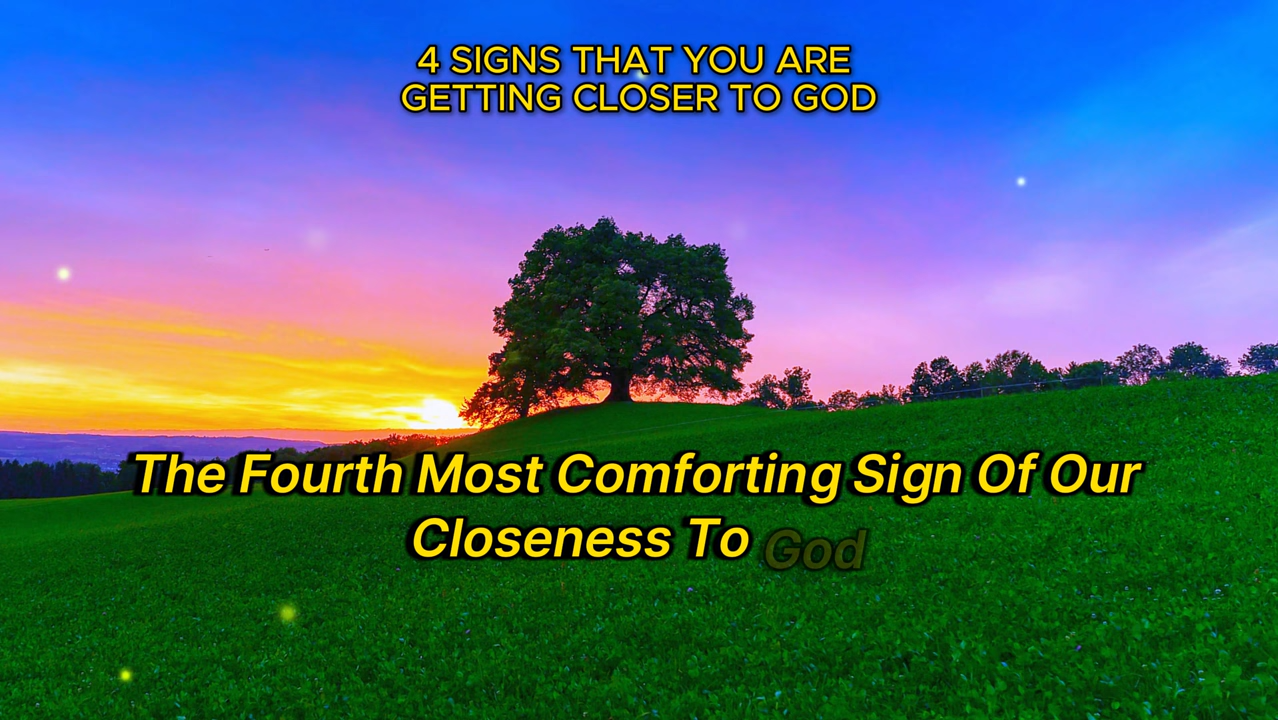 4 SIGNS THAT YOU ARE
GETTING CLOSER TO GOD
The Fourth Most Comforting Sign Of Our
Closeness To God